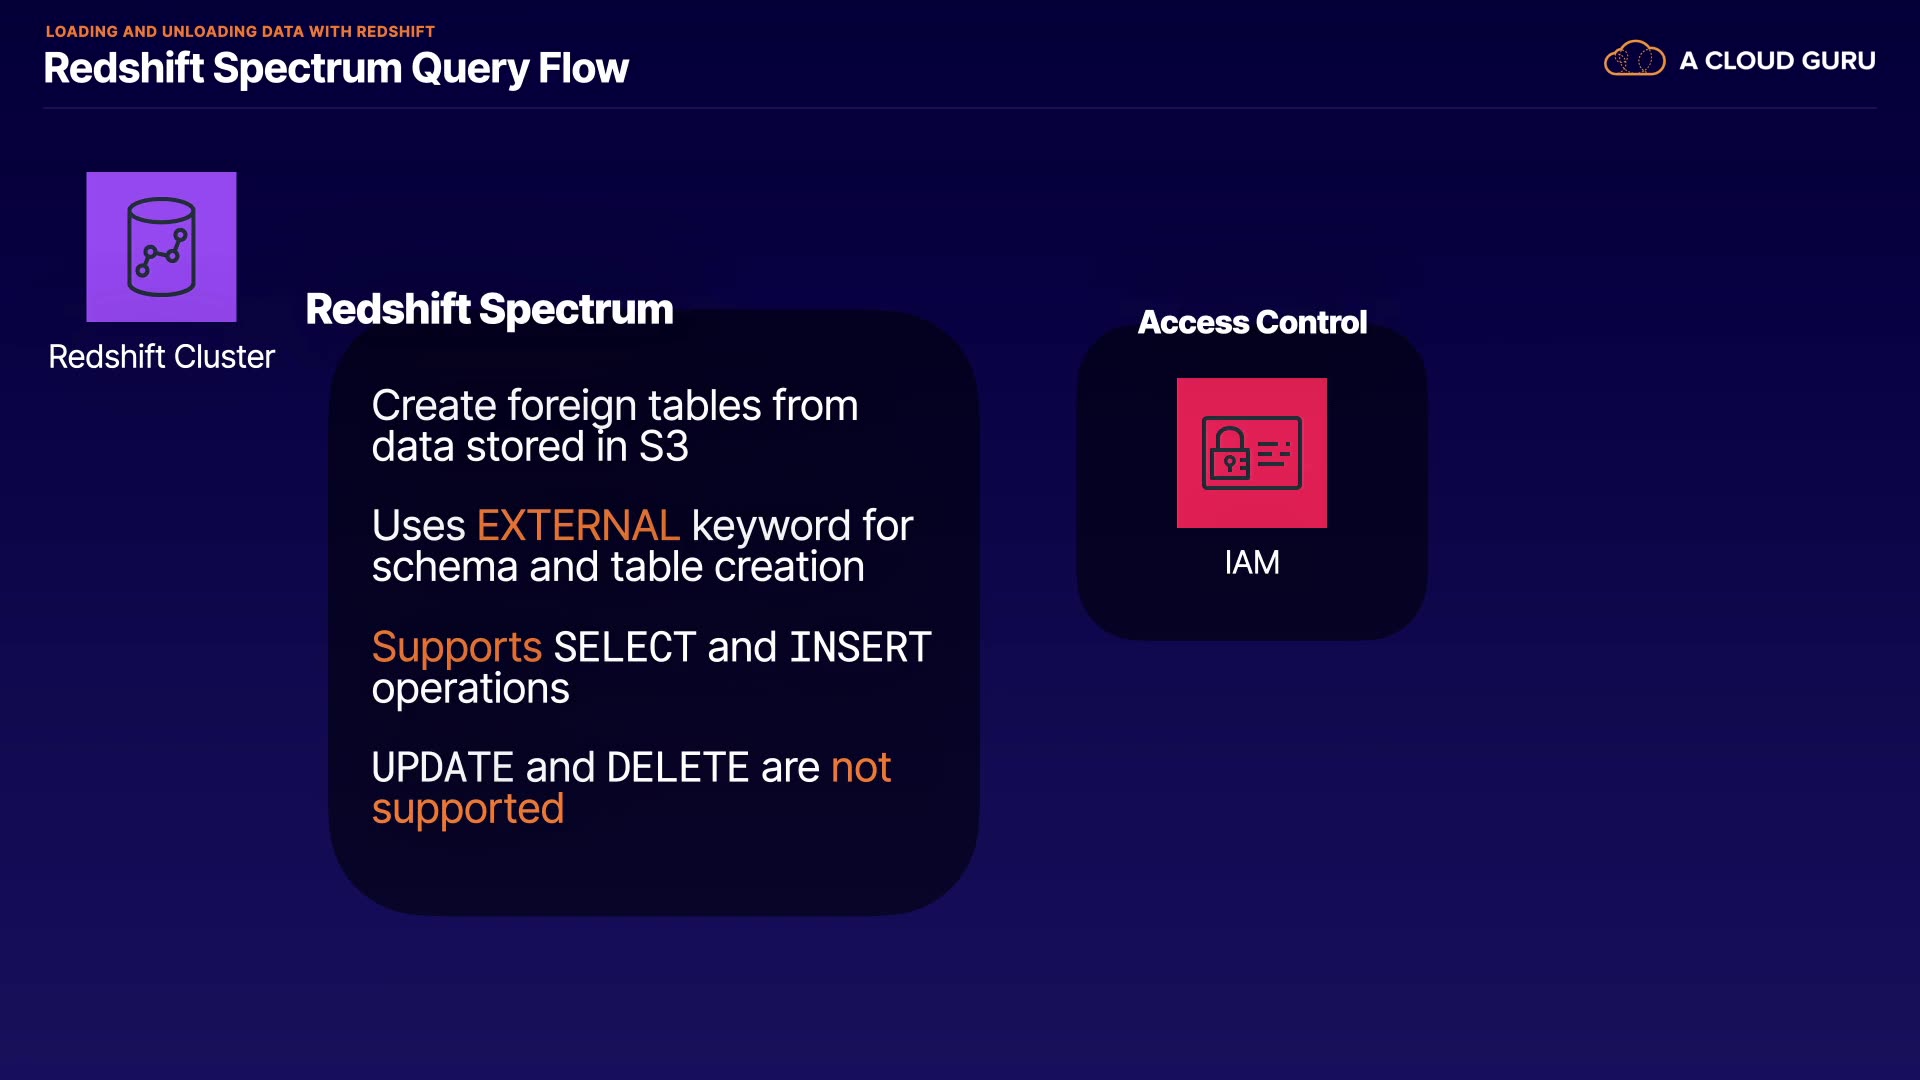 LOADING AND UNLOADING DATA WITH REDSHIFT
Redshift Spectrum Query Flow
A CLOUD GURU
Redshift Cluster
Redshift Spectrum
Create foreign tables from
data stored in S3
Uses EXTERNAL keyword for
schema and table creation
Supports SELECT and INSERT
operations
UPDATE and DELETE are not
supported
Access Control
IAM